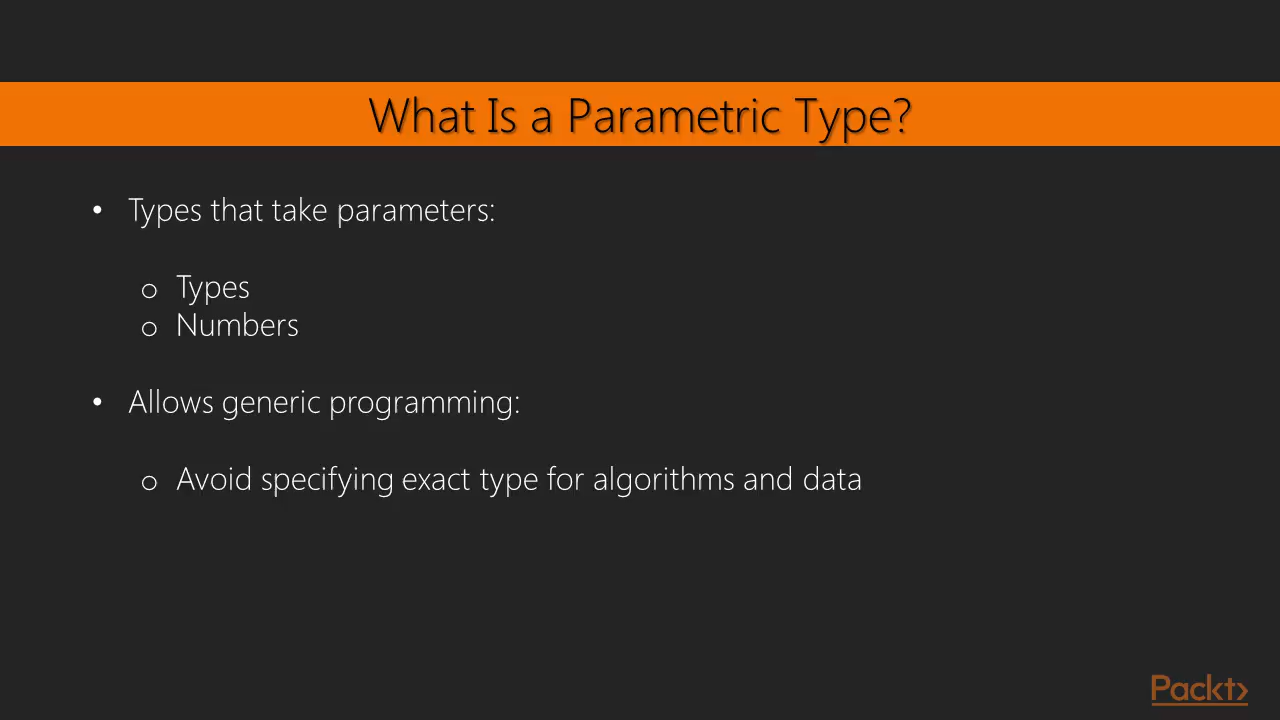 What Is a Parametric Type?
• Types that take parameters:
o Types
o Numbers
• Allows generic programming:
o Avoid specifying exact type for algorithms and data
Packt>